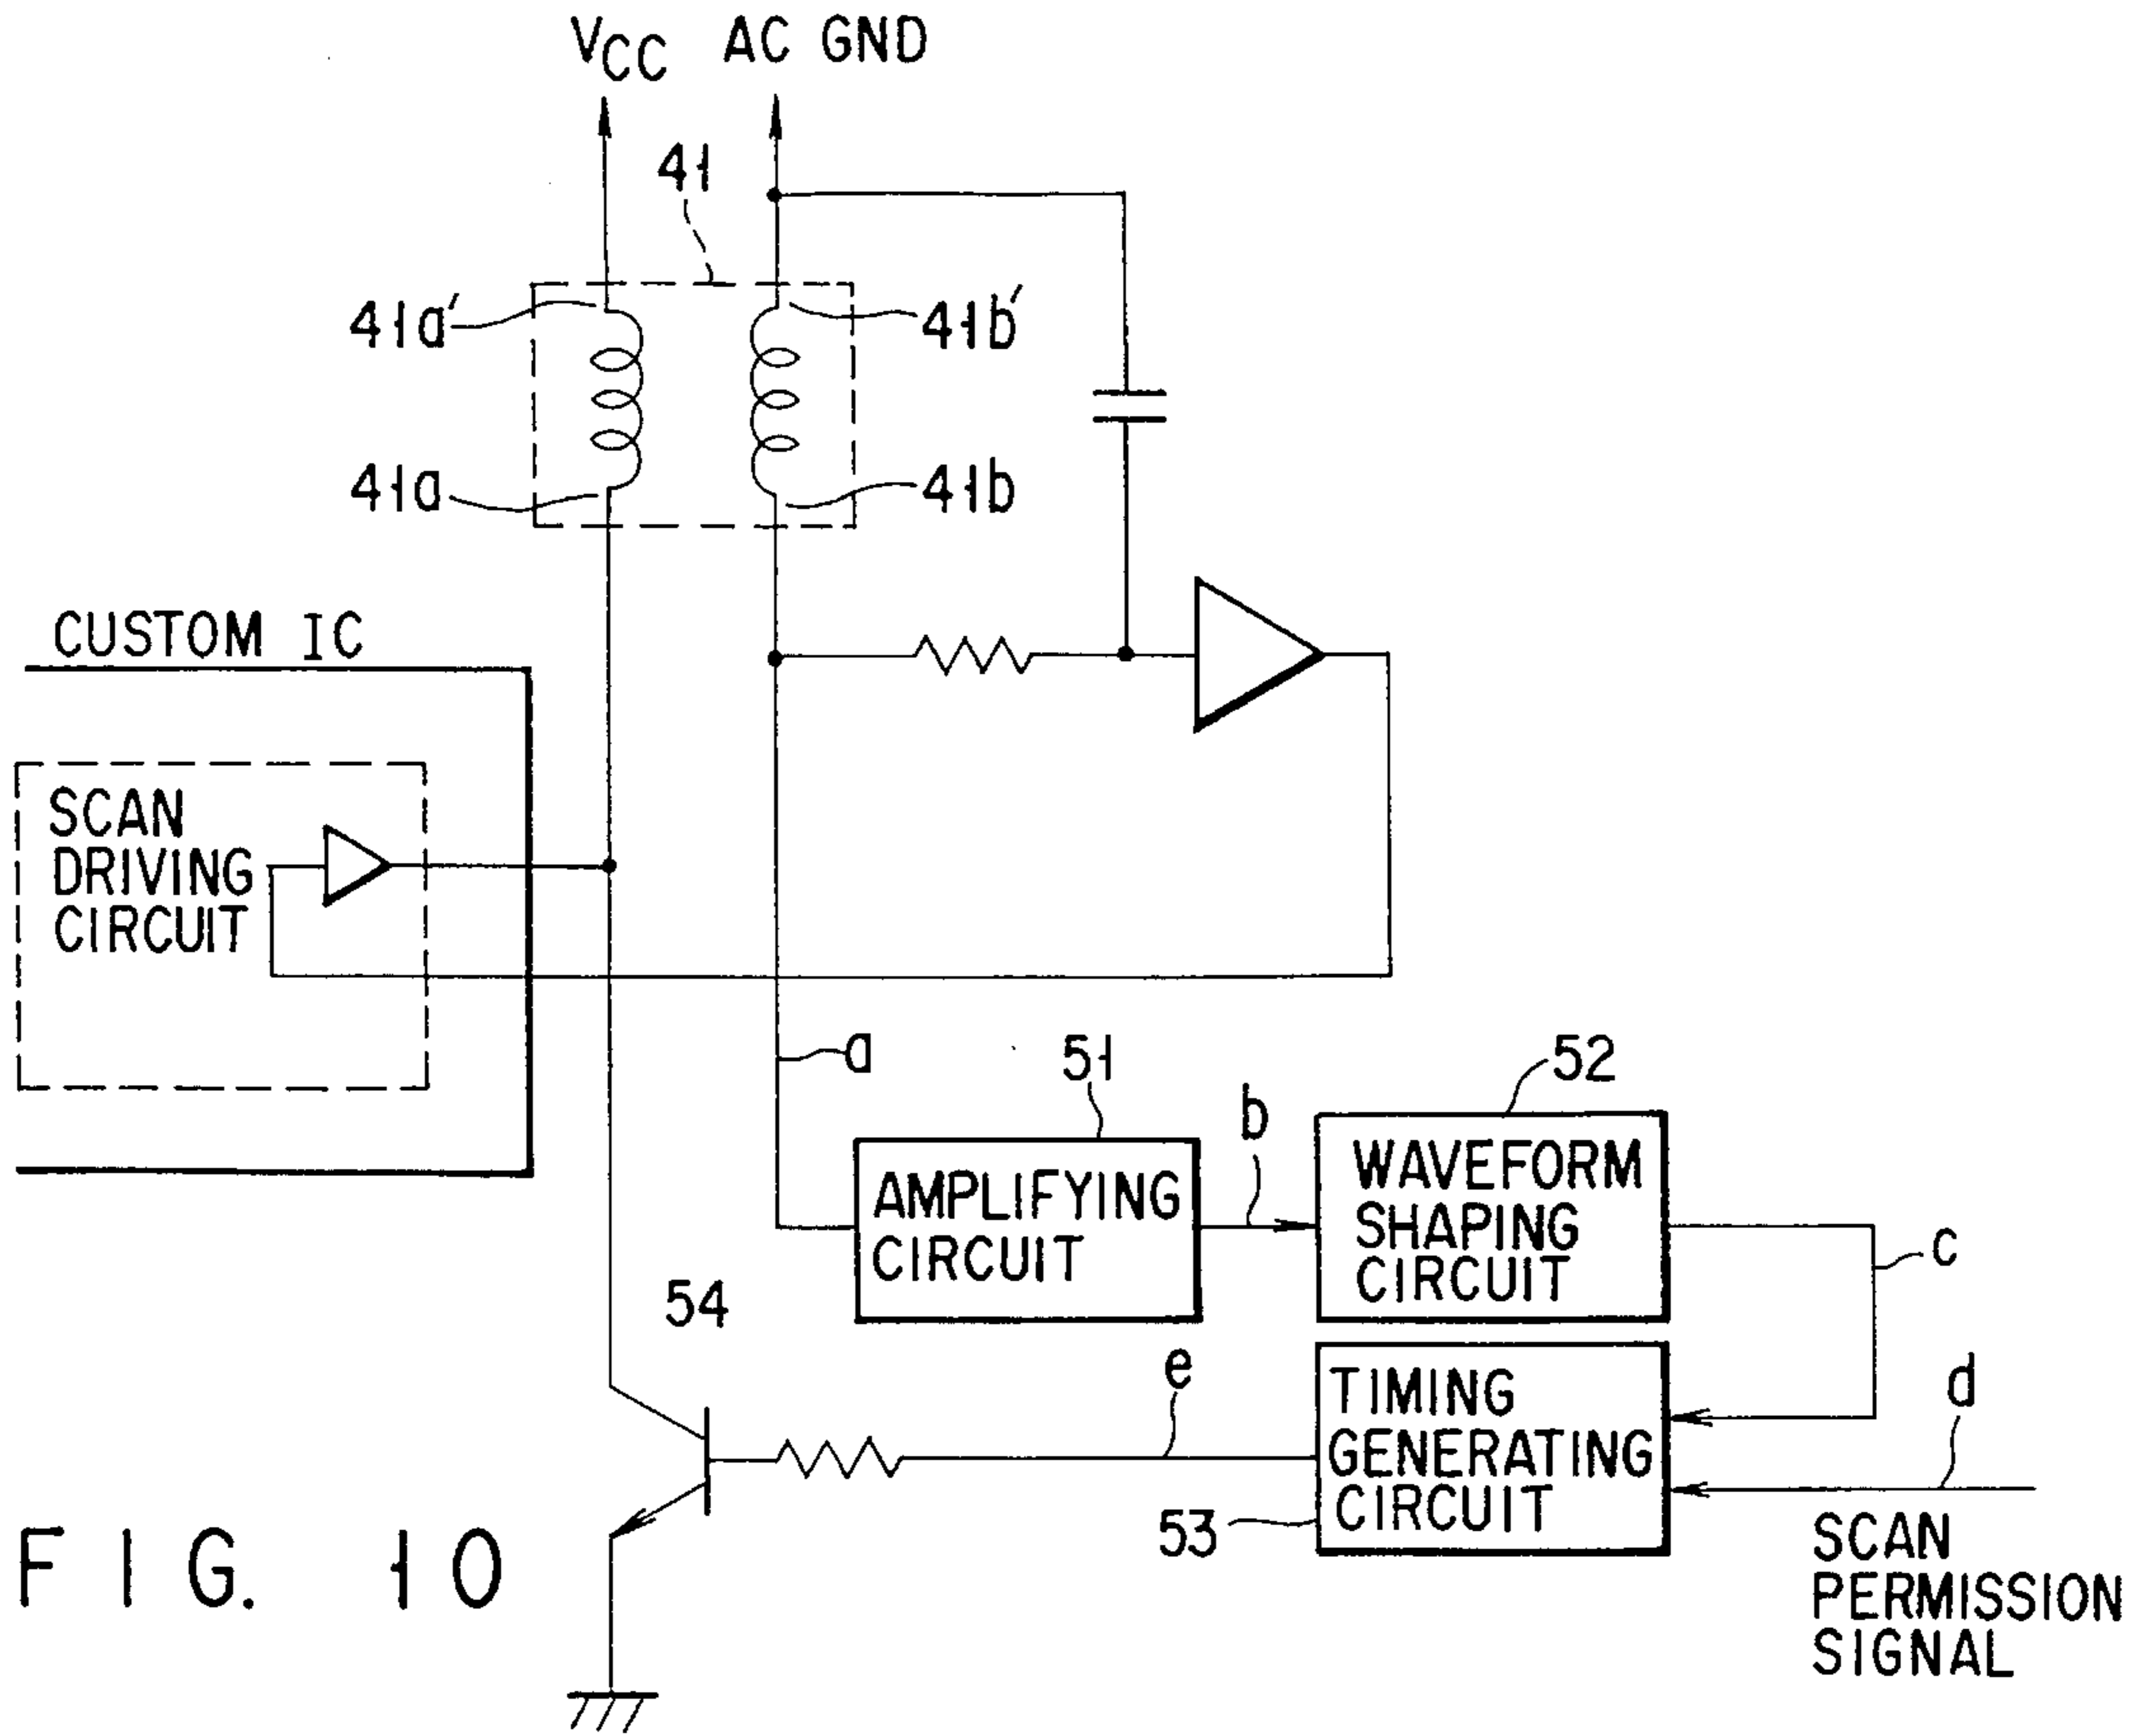 VCC AC GND
41
41a' 41b'
41a 41b
CUSTOM IC
SCAN
DRIVING
CIRCUIT
a
51
b
52
AMPLIFYING
CIRCUIT
WAVEFORM
SHAPING
CIRCUIT
c
54
e
TIMING
GENERATING
CIRCUIT
d
53
SCAN
PERMISSION
SIGNAL
FIG. 10